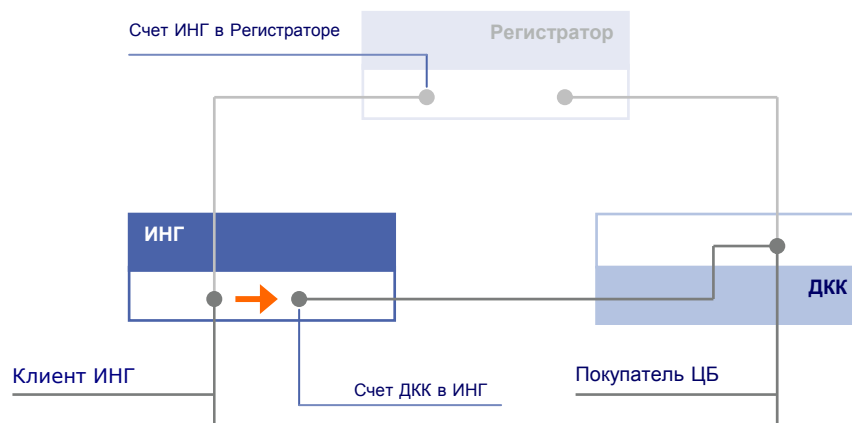 Счет ИНГ в Регистраторе
Регистратор
ИНГ
ДКК
Клиент ИНГ
Счет ДКК в ИНГ
Покупатель ЦБ